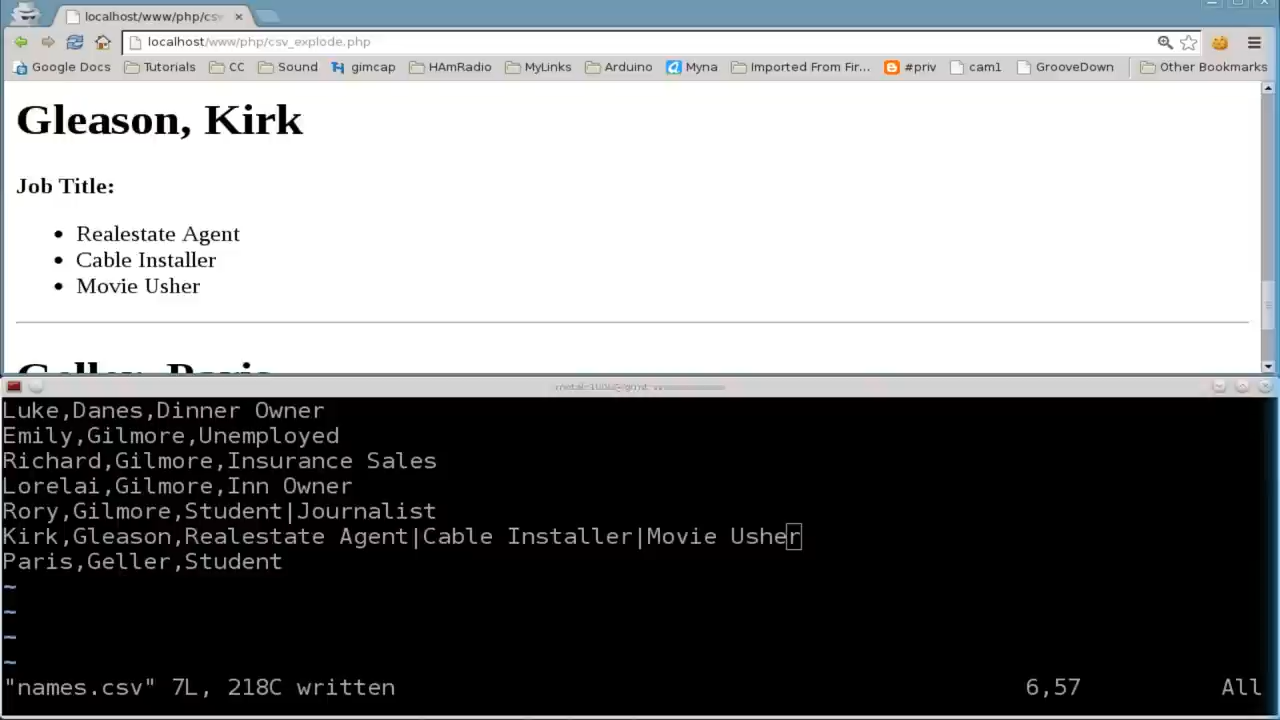 localhost/www/php/csv
localhost/www/php/csv_explode.php
Google Docs Tutorials CC Sound gimcap HAmRadio MyLinks Arduino Myna Imported From Fir... #priv cam1 GrooveDown Other Bookmarks
Gleason, Kirk
Job Title:
• Realestate Agent
• Cable Installer
• Movie Usher
Geller, Paris
Luke,Danes,Dinner Owner
Emily,Gilmore,Unemployed
Richard,Gilmore,Insurance Sales
Lorelai,Gilmore,Inn Owner
Rory,Gilmore,Student|Journalist
Kirk,Gleason,Realestate Agent|Cable Installer|Movie Usher
Paris,Geller,Student
~
~
~
~
"names.csv" 7L, 218C written 6,57 All